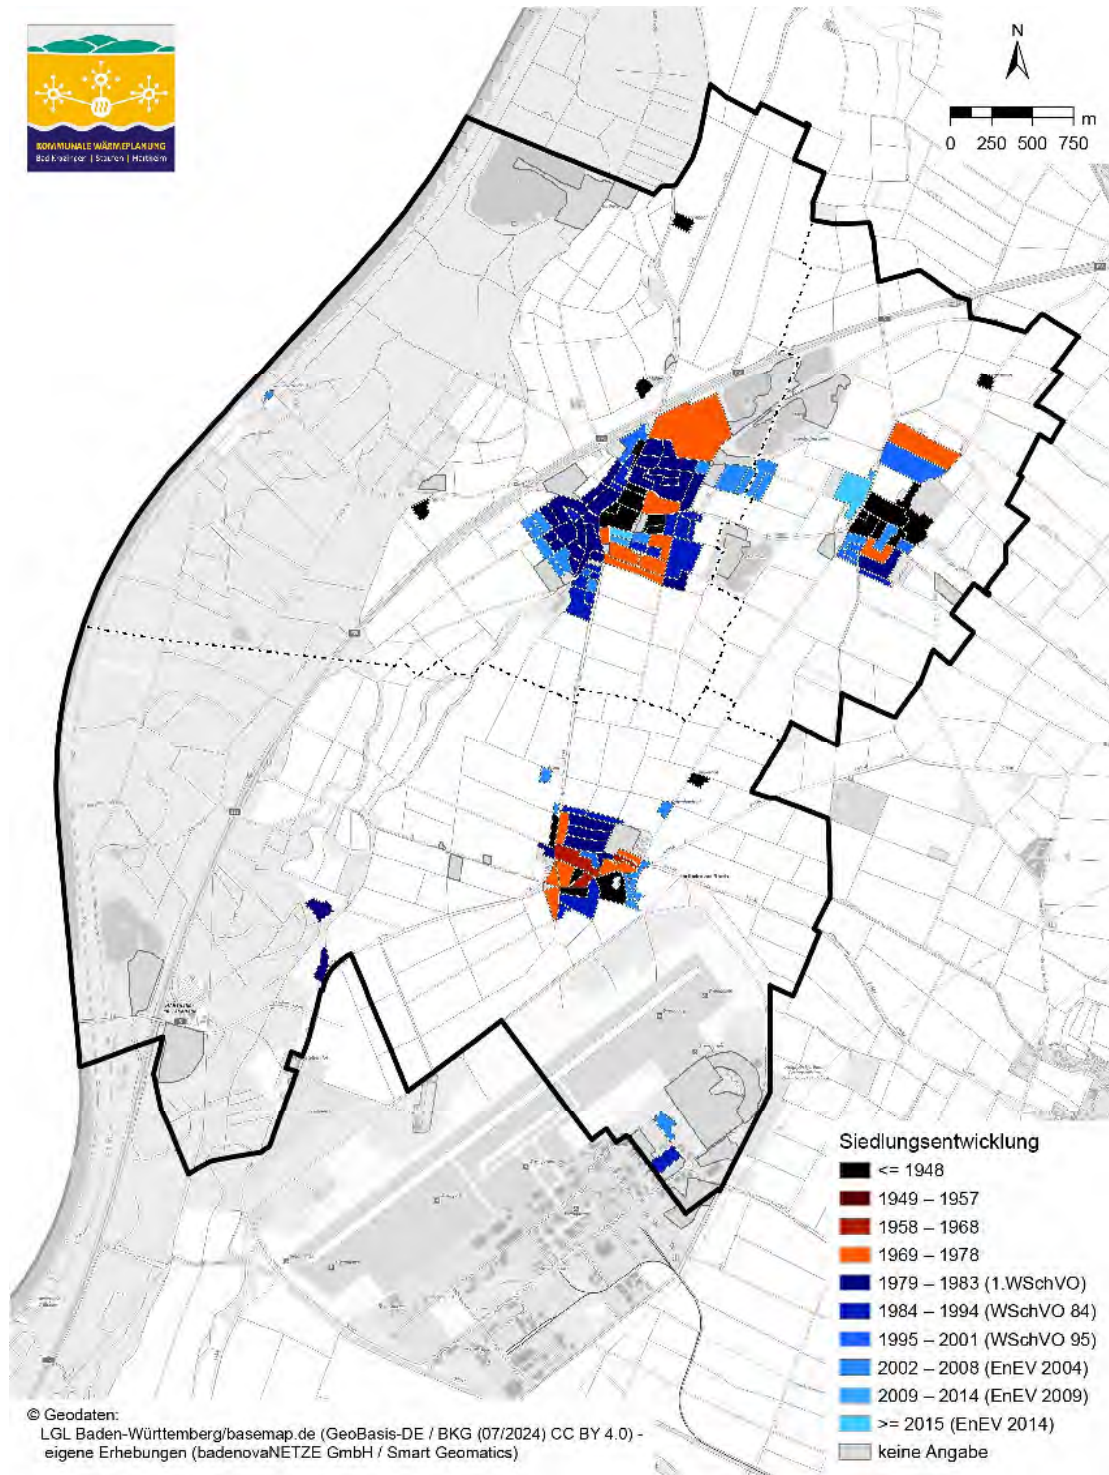 KOMMUNALE WÄRMEPLANUNG
Bad Krozingen | Staufen | Hartheim
N
m
0 250 500 750
Siedlungsentwicklung
<= 1948
1949 – 1957
1958 – 1968
1969 – 1978
1979 – 1983 (1.WSchVO)
1984 – 1994 (WSchVO 84)
1995 – 2001 (WSchVO 95)
2002 – 2008 (EnEV 2004)
2009 – 2014 (EnEV 2009)
>= 2015 (EnEV 2014)
keine Angabe
© Geodaten:
LGL Baden-Württemberg/basemap.de (GeoBasis-DE / BKG (07/2024) CC BY 4.0) -
eigene Erhebungen (badenovaNETZE GmbH / Smart Geomatics)